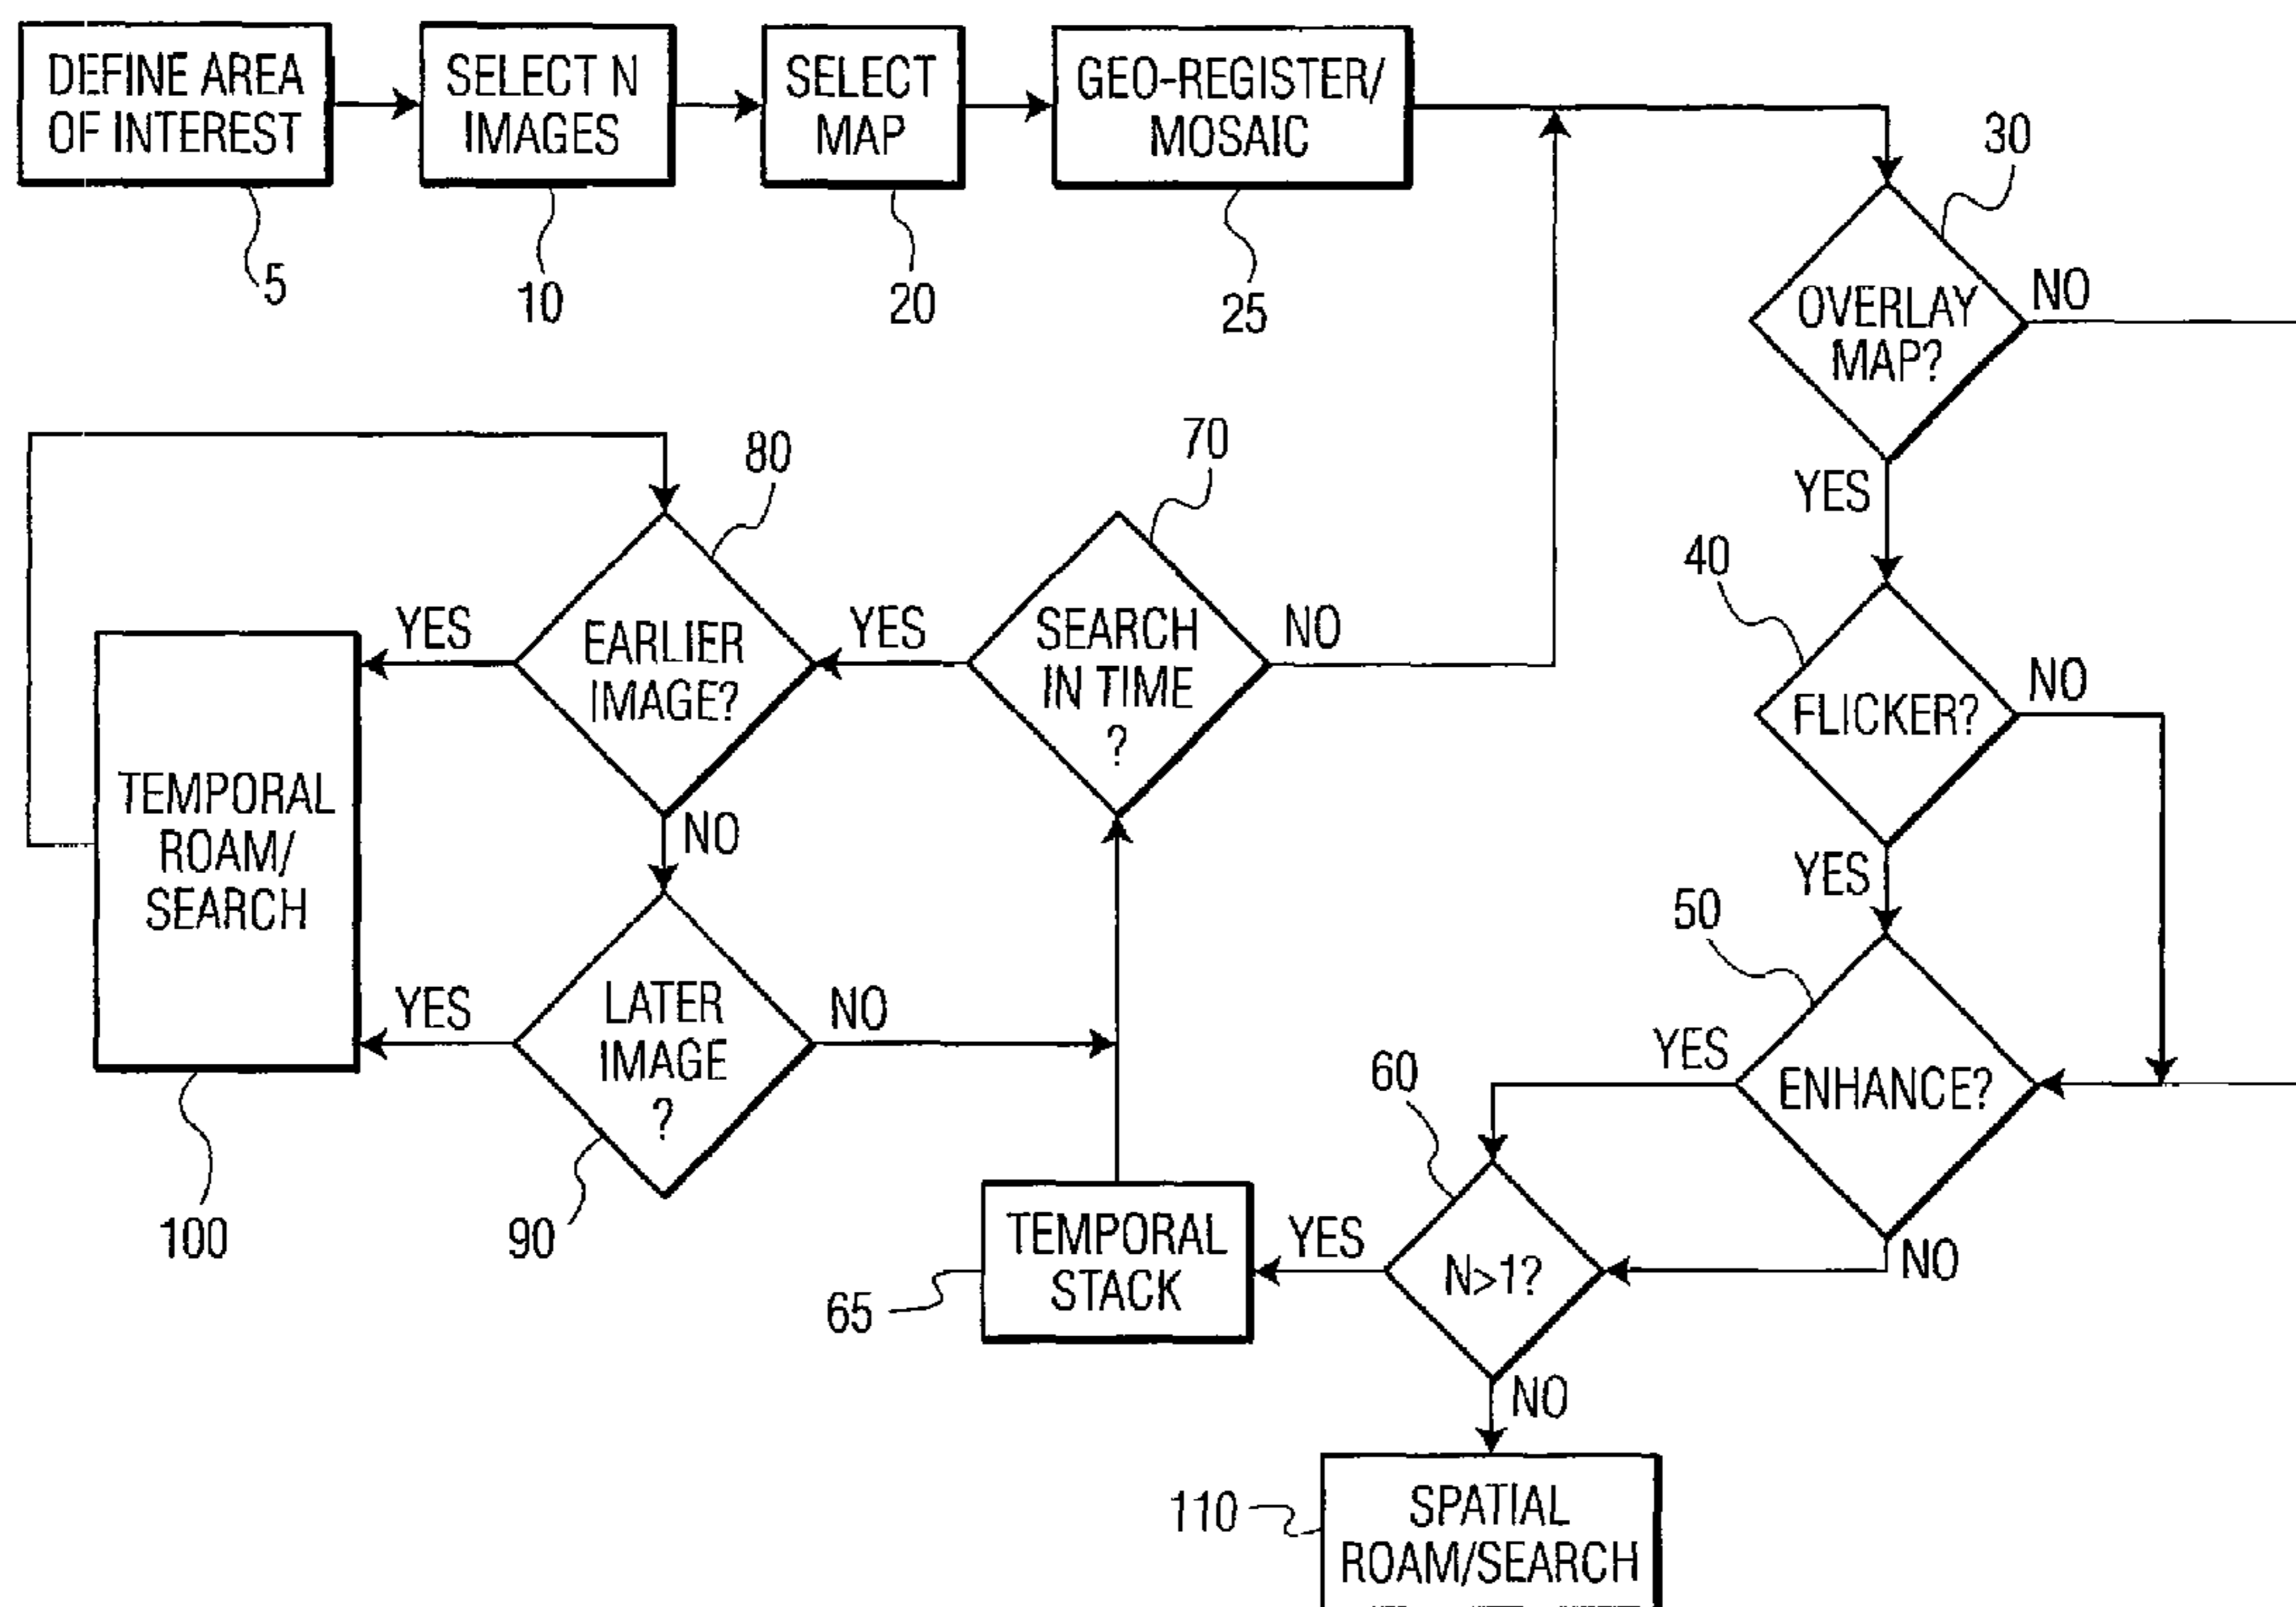 DEFINE AREA
OF INTEREST
5
SELECT N
IMAGES
10
SELECT
MAP
20
GEO-REGISTER/
MOSAIC
25
30
OVERLAY
MAP?
NO
YES
40
FLICKER?
NO
YES
50
ENHANCE?
YES
NO
60
N>1?
YES
NO
TEMPORAL
STACK
65
70
SEARCH
IN TIME
?
YES
NO
80
EARLIER
IMAGE?
YES
NO
LATER
IMAGE
?
YES
NO
90
TEMPORAL
ROAM/
SEARCH
100
SPATIAL
ROAM/SEARCH
110